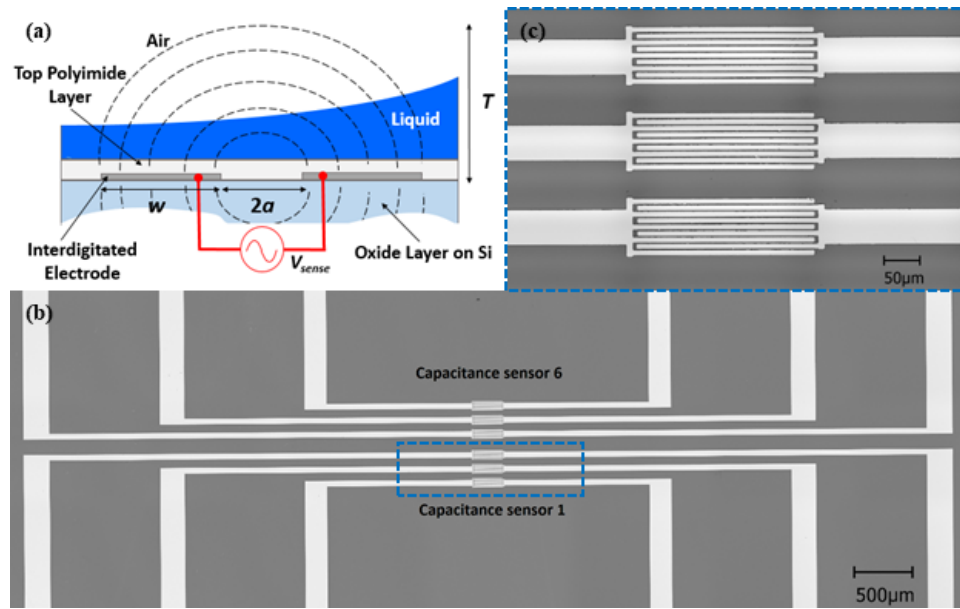 (a)
Air
Top Polyimide
Layer
Liquid
T
w
2a
Interdigitated
Electrode
V_sense
Oxide Layer on Si
(c)
50μm
(b)
Capacitance sensor 6
Capacitance sensor 1
500μm